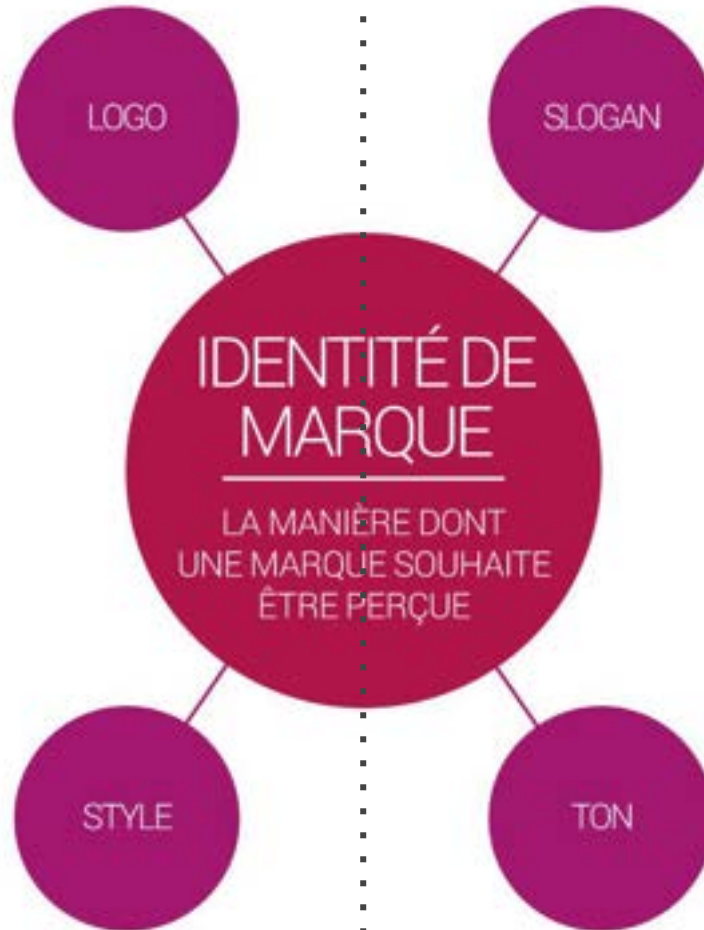 LOGO
SLOGAN
IDENTITÉ DE
MARQUE
LA MANIÈRE DONT
UNE MARQUE SOUHAITE
ÊTRE PERÇUE
STYLE
TON